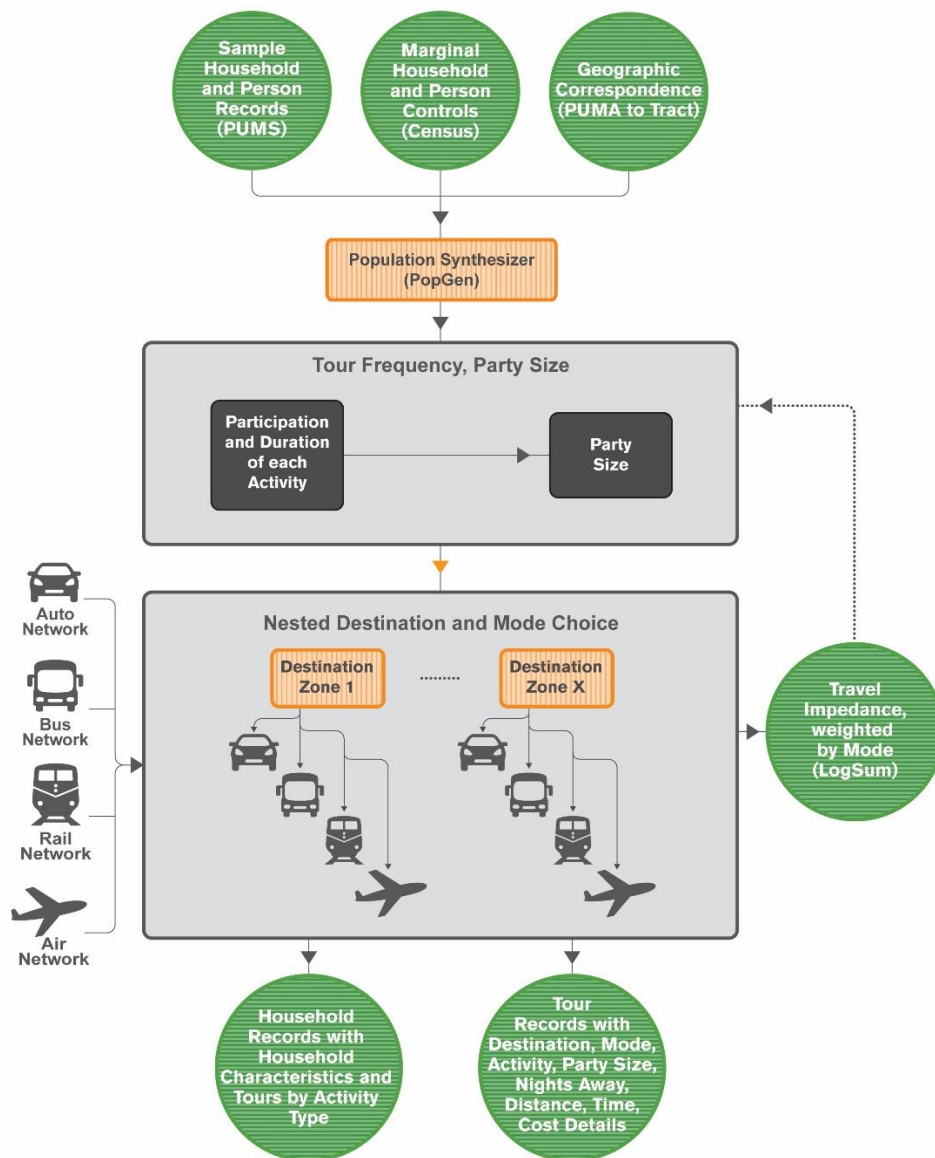 Sample
Household
and Person
Records
(PUMS)
Marginal
Household
and Person
Controls
(Census)
Geographic
Correspondence
(PUMA to Tract)
Population Synthesizer
(PopGen)
Tour Frequency, Party Size
Participation
and Duration
of each
Activity
Party
Size
Auto
Network
Bus
Network
Rail
Network
Air
Network
Nested Destination and Mode Choice
Destination
Zone 1
Destination
Zone X
Travel
Impedance,
weighted
by Mode
(LogSum)
Household
Records with
Household
Characteristics and
Tours by Activity
Type
Tour
Records with
Destination, Mode,
Activity, Party Size,
Nights Away,
Distance, Time,
Cost Details